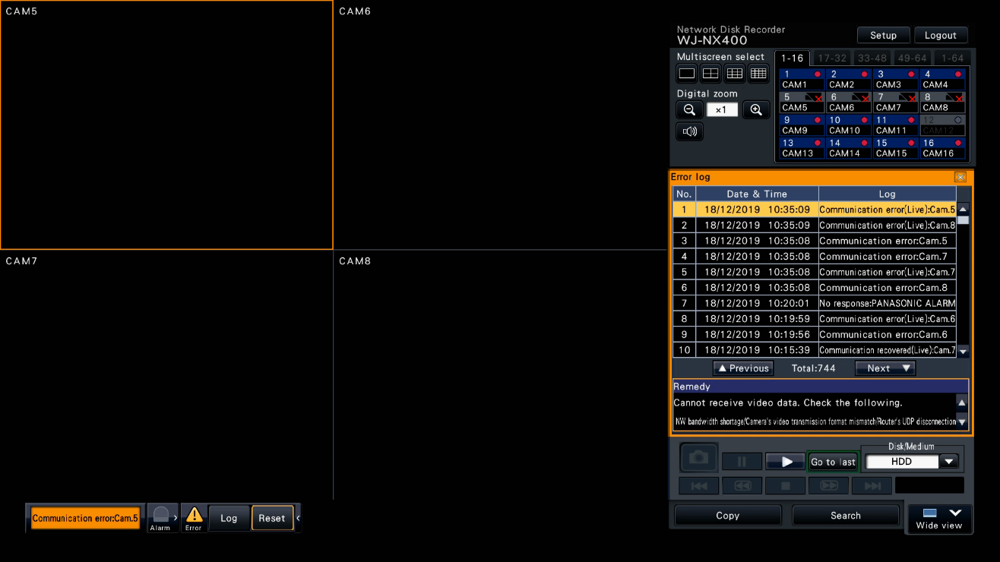 CAM5
CAM6
CAM7
CAM8
Network Disk Recorder
WJ-NX400
Setup
Logout
Multiscreen select
1-16 17-32 33-48 49-64 1-64
Digital zoom
×1
1 2 3 4
CAM1 CAM2 CAM3 CAM4
5 6 7 8
CAM5 CAM6 CAM7 CAM8
9 10 11 12
CAM9 CAM10 CAM11 CAM12
13 14 15 16
CAM13 CAM14 CAM15 CAM16
Error log
No. Date & Time Log
1 18/12/2019 10:35:09 Communication error(Live):Cam.5
2 18/12/2019 10:35:09 Communication error(Live):Cam.8
3 18/12/2019 10:35:08 Communication error:Cam.5
4 18/12/2019 10:35:08 Communication error:Cam.7
5 18/12/2019 10:35:08 Communication error(Live):Cam.7
6 18/12/2019 10:35:08 Communication error:Cam.8
7 18/12/2019 10:20:01 No response:PANASONIC ALARM
8 18/12/2019 10:19:59 Communication error(Live):Cam.6
9 18/12/2019 10:19:56 Communication error:Cam.6
10 18/12/2019 10:15:39 Communication recovered(Live):Cam.7
Previous Total:744 Next
Remedy
Cannot receive video data. Check the following.
NW bandwidth shortage/Camera's video transmission format mismatch/Router's UDP disconnection
Go to last
Disk/Medium
HDD
Copy
Search
Wide view
Communication error:Cam.5
Alarm
Error
Log
Reset